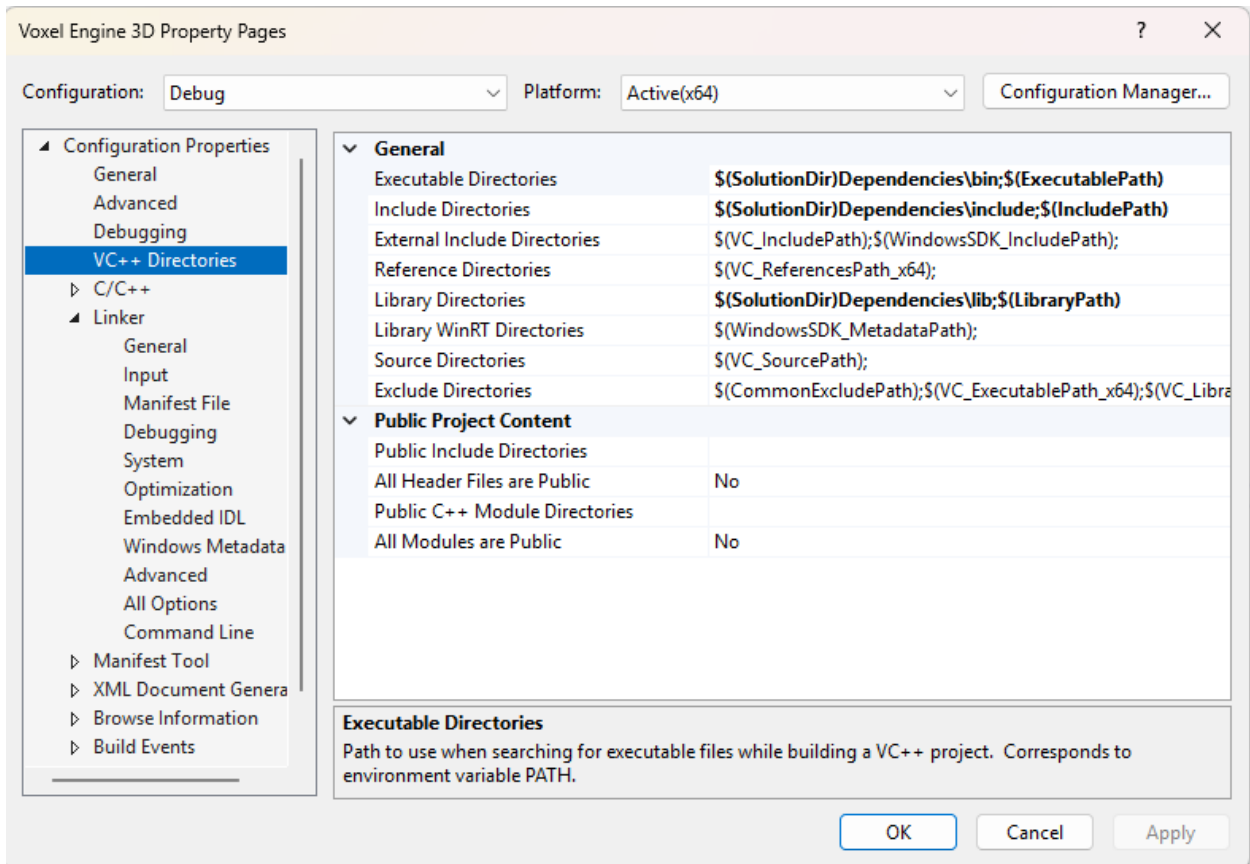 Voxel Engine 3D Property Pages
?
Configuration: Debug Platform: Active(x64) Configuration Manager...
Configuration Properties
General
Advanced
Debugging
VC++ Directories
C/C++
Linker
General
Input
Manifest File
Debugging
System
Optimization
Embedded IDL
Windows Metadata
Advanced
All Options
Command Line
Manifest Tool
XML Document Genera
Browse Information
Build Events
General
Executable Directories $(SolutionDir)Dependencies\bin;$(ExecutablePath)
Include Directories $(SolutionDir)Dependencies\include;$(IncludePath)
External Include Directories $(VC_IncludePath);$(WindowsSDK_IncludePath);
Reference Directories $(VC_ReferencesPath_x64);
Library Directories $(SolutionDir)Dependencies\lib;$(LibraryPath)
Library WinRT Directories $(WindowsSDK_MetadataPath);
Source Directories $(VC_SourcePath);
Exclude Directories $(CommonExcludePath);$(VC_ExecutablePath_x64);$(VC_Libra
Public Project Content
Public Include Directories
All Header Files are Public No
Public C++ Module Directories
All Modules are Public No
Executable Directories
Path to use when searching for executable files while building a VC++ project.  Corresponds to
environment variable PATH.
OK Cancel Apply